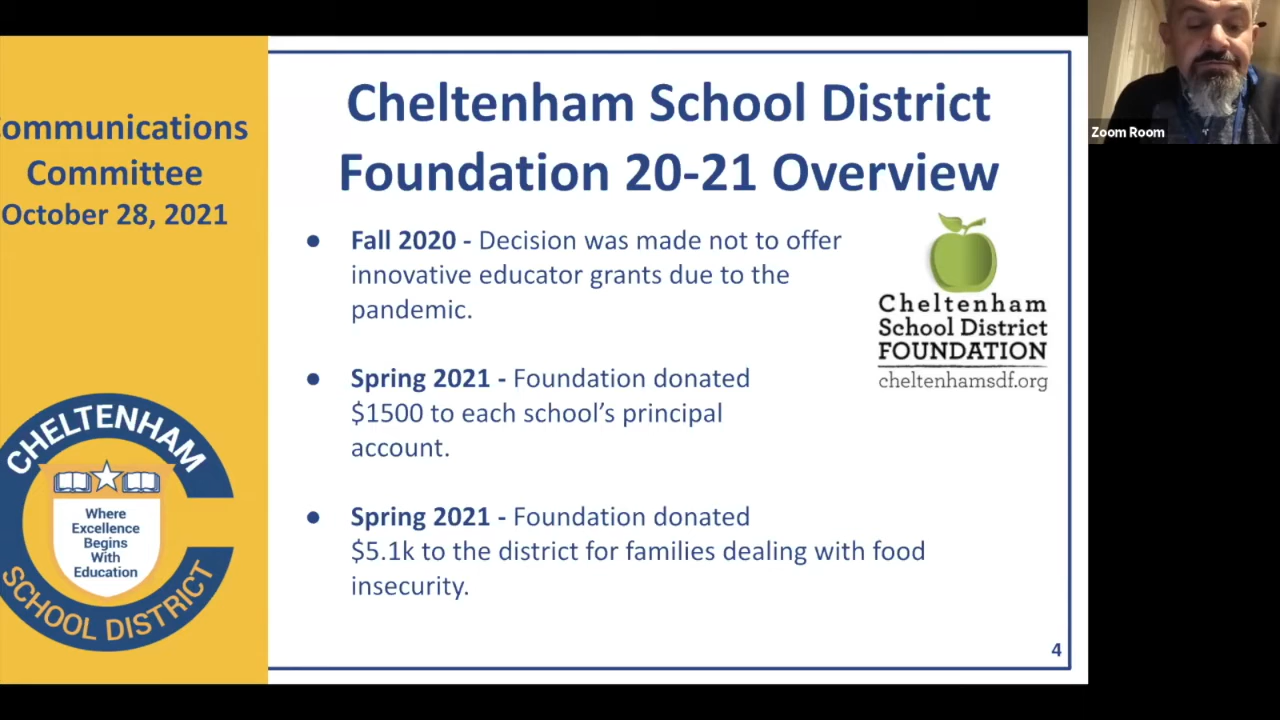 ommunications
Committee
October 28, 2021
Cheltenham School District
Foundation 20-21 Overview
● Fall 2020 - Decision was made not to offer
innovative educator grants due to the
pandemic.
● Spring 2021 - Foundation donated
$1500 to each school's principal
account.
● Spring 2021 - Foundation donated
$5.1k to the district for families dealing with food
insecurity.
Cheltenham
School District
FOUNDATION
cheltenhamsdf.org
CHELTENHAM
Where
Excellence
Begins
With
Education
SCHOOL DISTRICT
4
Zoom Room